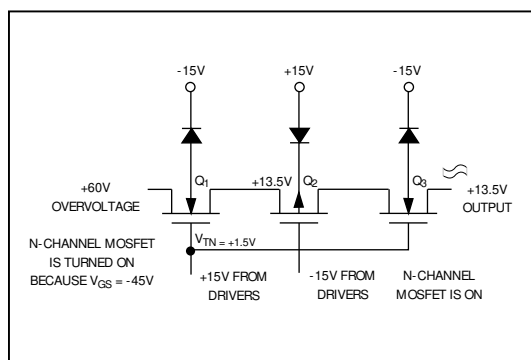 -15V
+15V
-15V
Q1
+13.5V
Q2
Q3
+60V
OVERVOLTAGE
+13.5V
OUTPUT
N-CHANNEL MOSFET
IS TURNED ON
BECAUSE VGS = -45V
VTN = +1.5V
+15V FROM
DRIVERS
-15V FROM
DRIVERS
N-CHANNEL
MOSFET IS ON